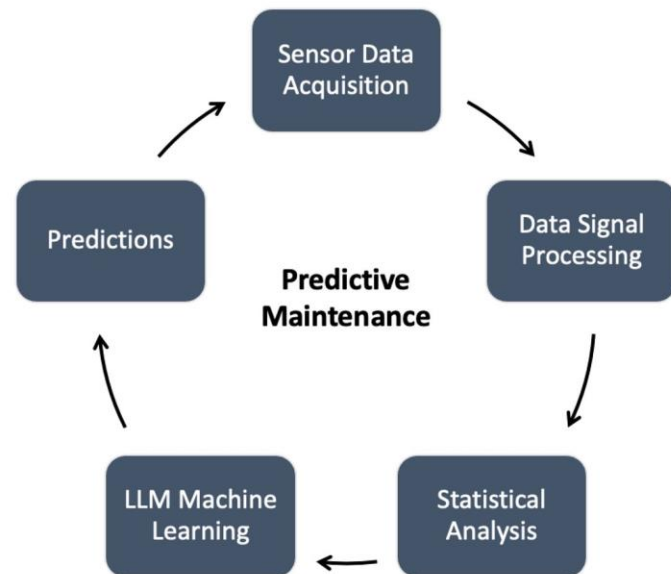 Sensor Data
Acquisition
Data Signal
Processing
Statistical
Analysis
LLM Machine
Learning
Predictions
Predictive
Maintenance